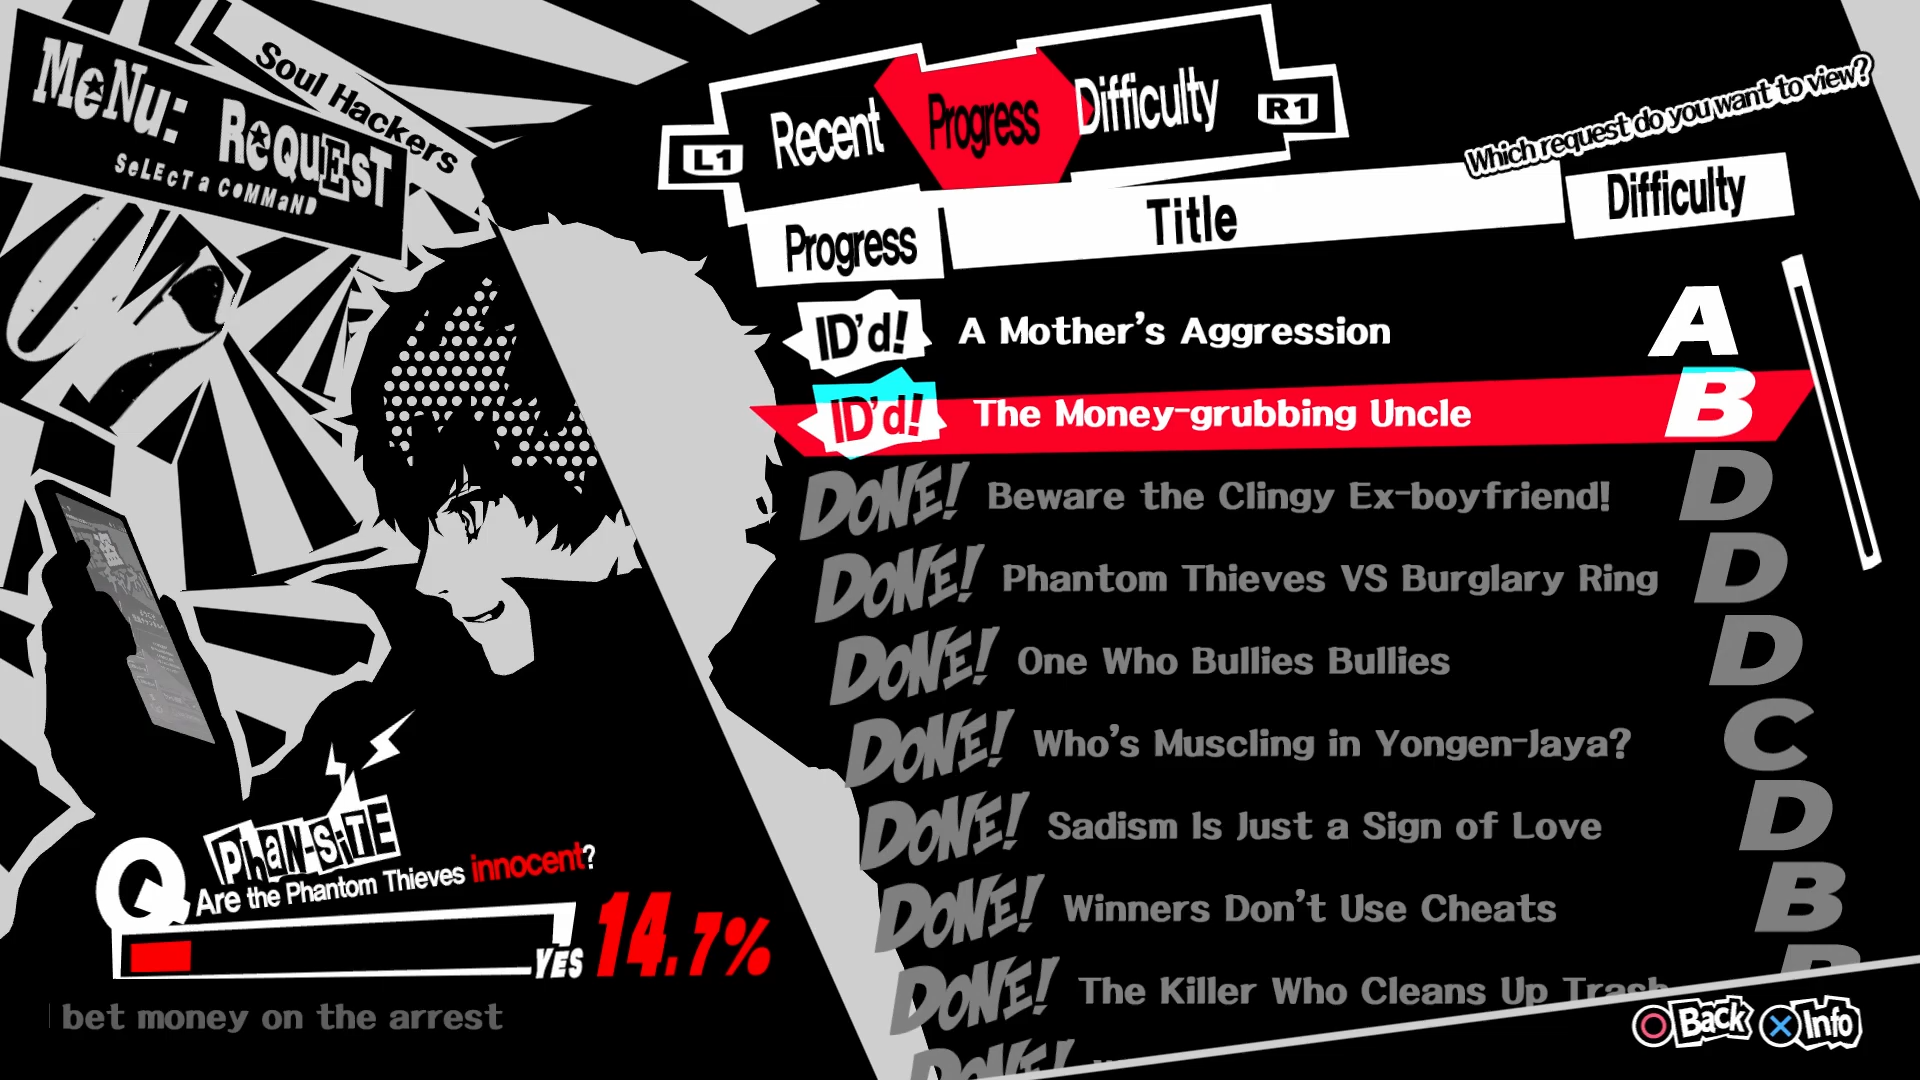 Soul Hackers
MeNu: ReQUEsT
SeLEcT a CoMMaND
L1
Recent
Progress
Difficulty
R1
Which request do you want to view?
Progress
Title
Difficulty
ID'd! A Mother's Aggression A
ID'd! The Money-grubbing Uncle B
DONE! Beware the Clingy Ex-boyfriend! D
DONE! Phantom Thieves VS Burglary Ring D
DONE! One Who Bullies Bullies D
DONE! Who's Muscling in Yongen-Jaya? C
DONE! Sadism Is Just a Sign of Love D
DONE! Winners Don't Use Cheats B
DONE! The Killer Who Cleans Up Trash B
DONE!
PhaN-SiTE
Q Are the Phantom Thieves innocent?
YES 14.7%
bet money on the arrest
Back
Info